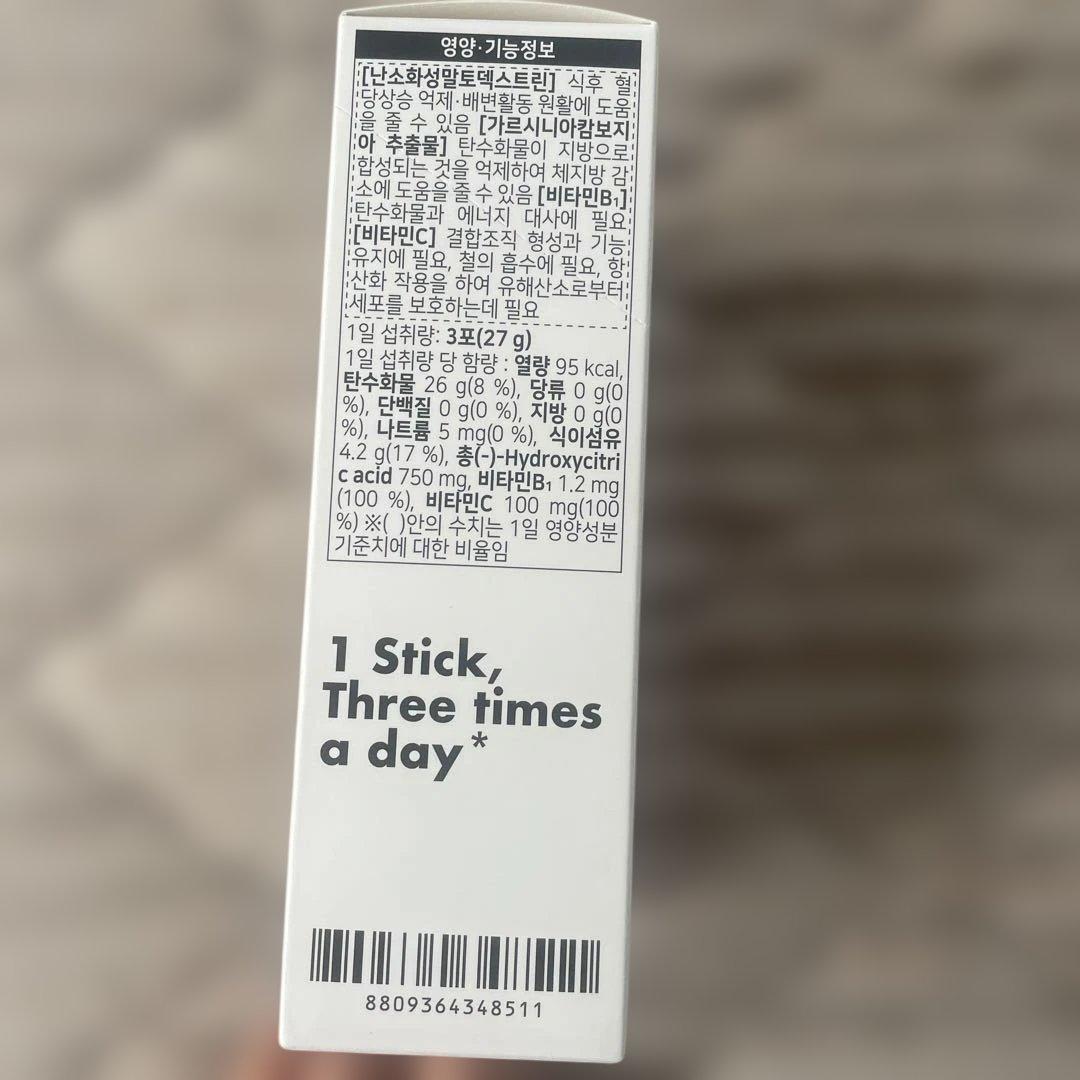 영양·기능정보
[난소화성말토덱스트린] 식후 혈
당상승 억제·배변활동 원활에 도움
을 줄 수 있음 [가르시니아캄보지
아 추출물] 탄수화물이 지방으로
합성되는 것을 억제하여 체지방 감
소에 도움을 줄 수 있음 [비타민B₁]
탄수화물과 에너지 대사에 필요
[비타민C] 결합조직 형성과 기능
유지에 필요, 철의 흡수에 필요, 항
산화 작용을 하여 유해산소로부터
세포를 보호하는데 필요
1일 섭취량: 3포(27 g)
1일 섭취량 당 함량 : 열량 95 kcal,
탄수화물 26 g(8 %), 당류 0 g(0
%), 단백질 0 g(0 %), 지방 0 g(0
%), 나트륨 5 mg(0 %), 식이섬유
4.2 g(17 %), 총(-)-Hydroxycitri
c acid 750 mg, 비타민B₁ 1.2 mg
(100 %), 비타민C 100 mg(100
%) ※( )안의 수치는 1일 영양성분
기준치에 대한 비율임
1 Stick,
Three times
a day*
8809364348511